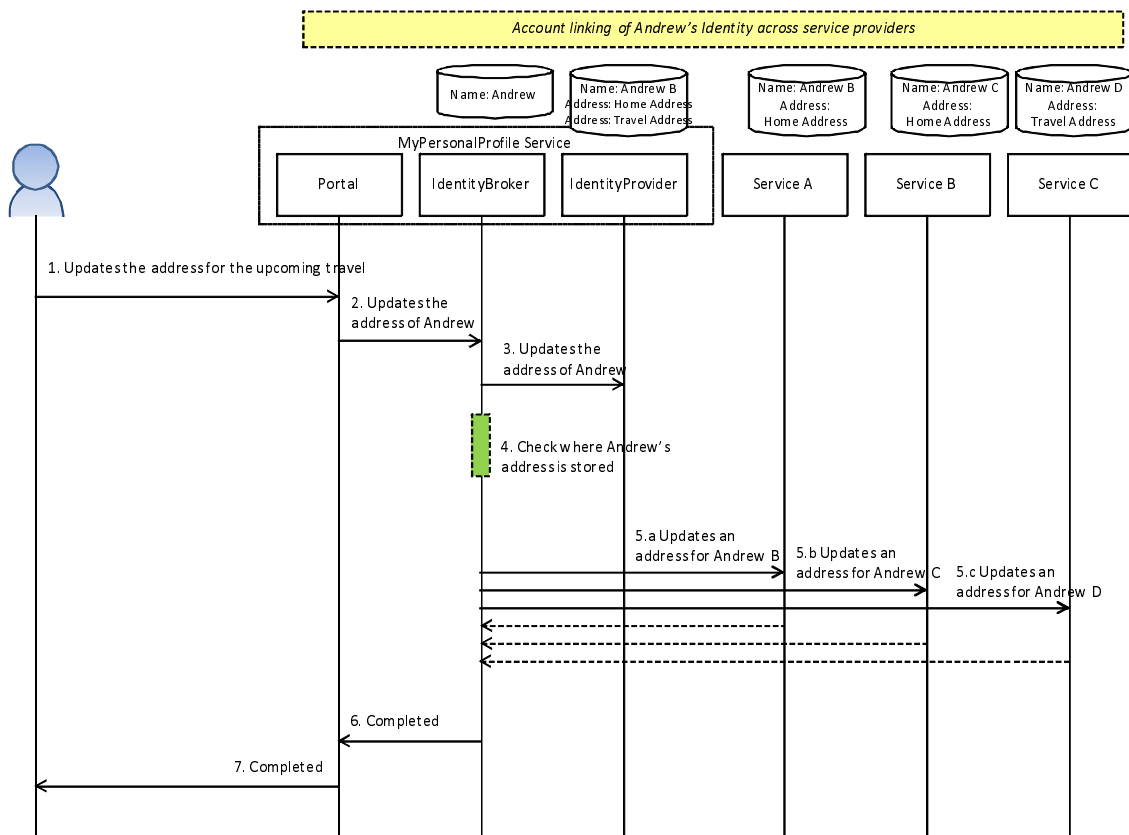 Account linking of Andrew's Identity across service providers
Name: Andrew
Name: Andrew B
Address: Home Address
Address: Travel Address
Name: Andrew B
Address:
Home Address
Name: Andrew C
Address:
Home Address
Name: Andrew D
Address:
Travel Address
MyPersonalProfile Service
Portal
IdentityBroker
IdentityProvider
Service A
Service B
Service C
1. Updates the address for the upcoming travel
2. Updates the
address of Andrew
3. Updates the
address of Andrew
4. Check where Andrew's
address is stored
5.a Updates an
address for Andrew B
5.b Updates an
address for Andrew C
5.c Updates an
address for Andrew D
6. Completed
7. Completed